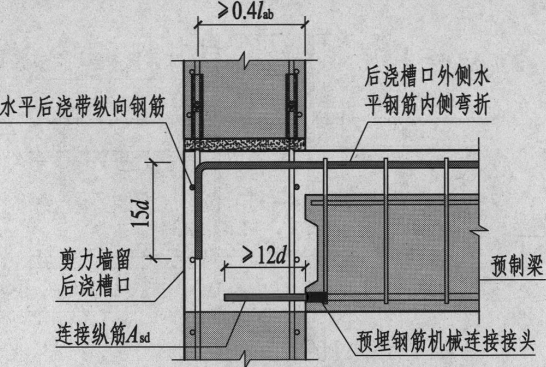 ≥0.4lab
后浇槽口外侧水
平钢筋内侧弯折
水平后浇带纵向钢筋
15d
≥12d
剪力墙留
后浇槽口
预制梁
连接纵筋Asd
预埋钢筋机械连接接头